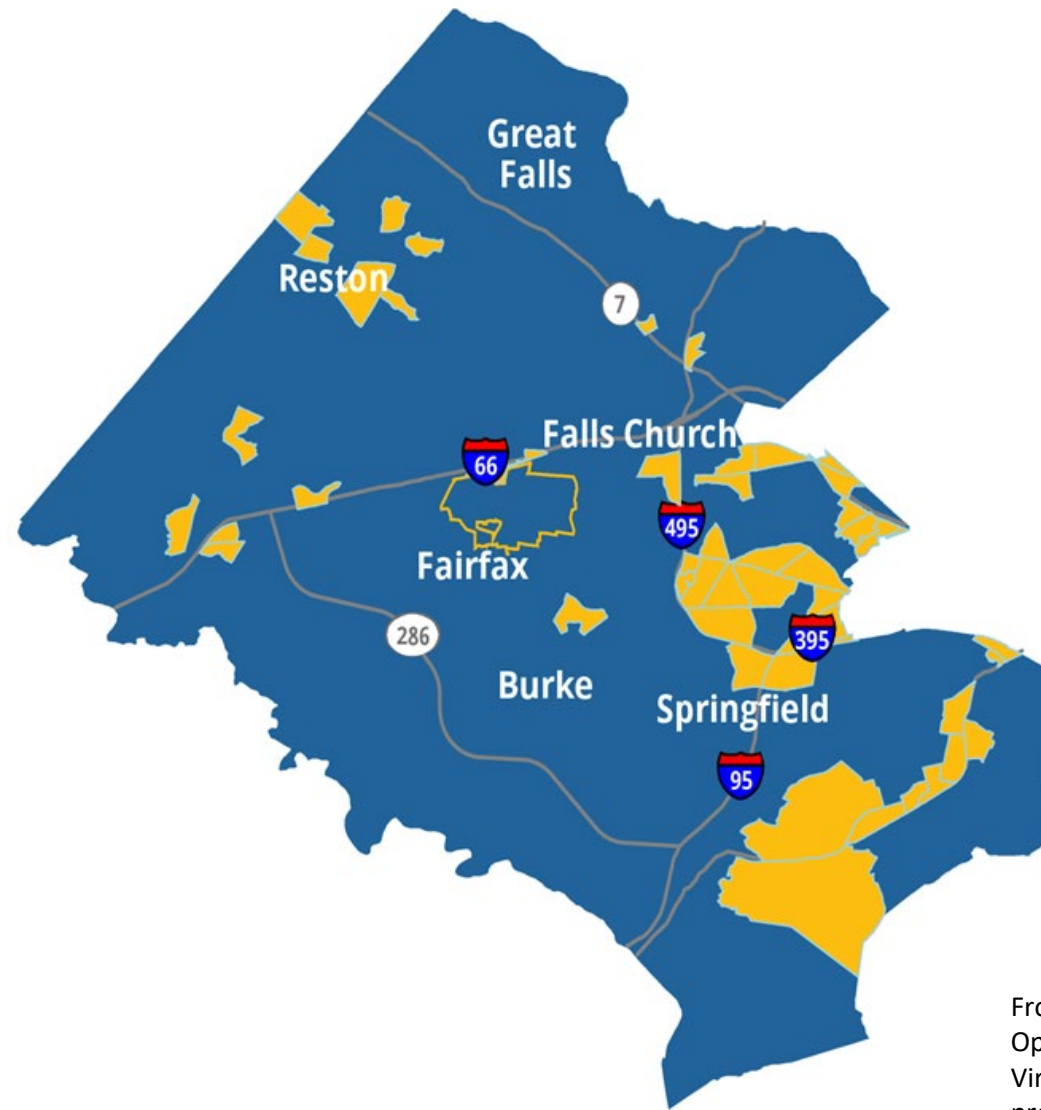 Great
Falls
Reston
7
Falls Church
66
495
Fairfax
286
395
Burke
Springfield
95